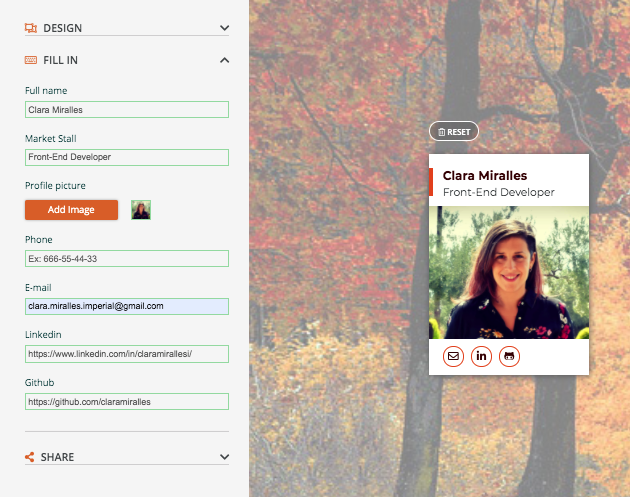 DESIGN
FILL IN
Full name
Clara Miralles
Market Stall
Front-End Developer
Profile picture
Add Image
Phone
Ex: 666-55-44-33
E-mail
clara.miralles.imperial@gmail.com
Linkedin
https://www.linkedin.com/in/claramirallesi/
Github
https://github.com/claramiralles
SHARE
RESET
Clara Miralles
Front-End Developer
in